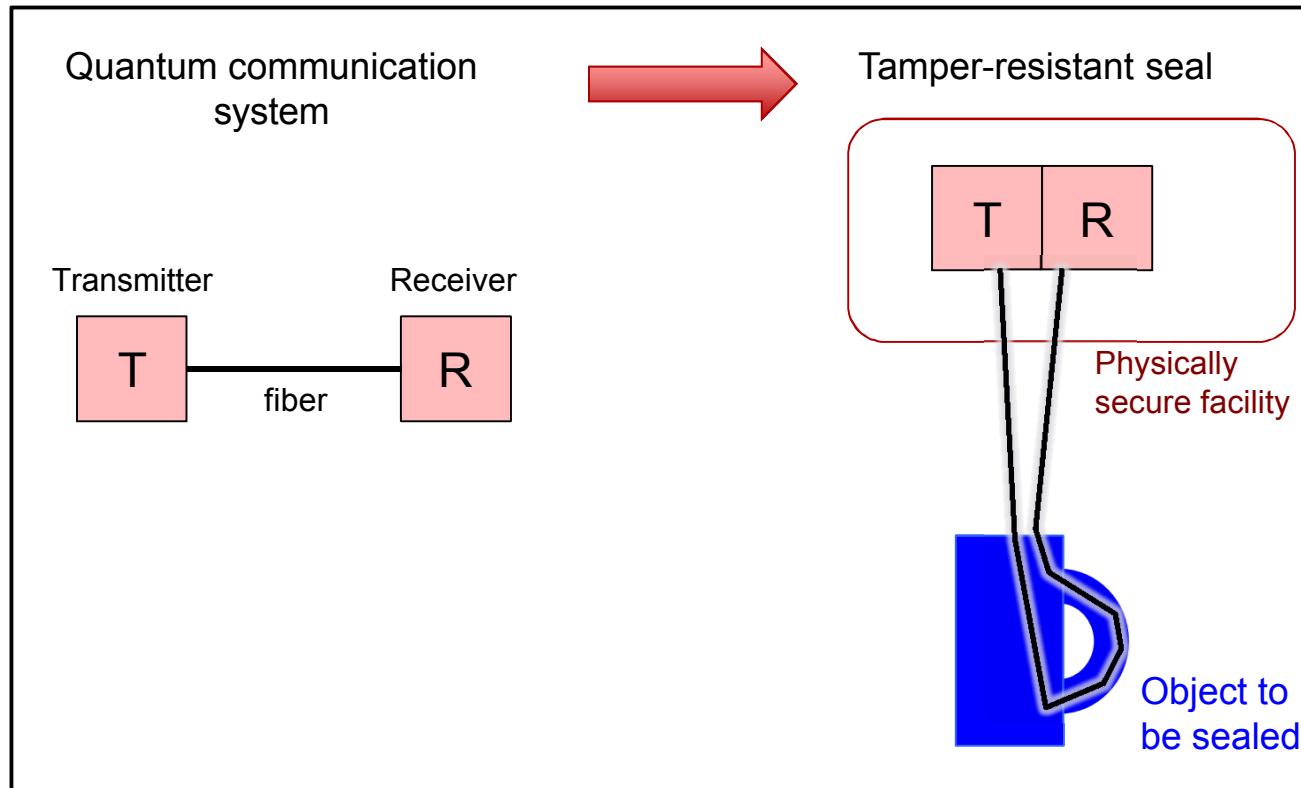 Quantum communication
system
Tamper-resistant seal
Transmitter
Receiver
T
R
fiber
T
R
Physically
secure facility
Object to
be sealed